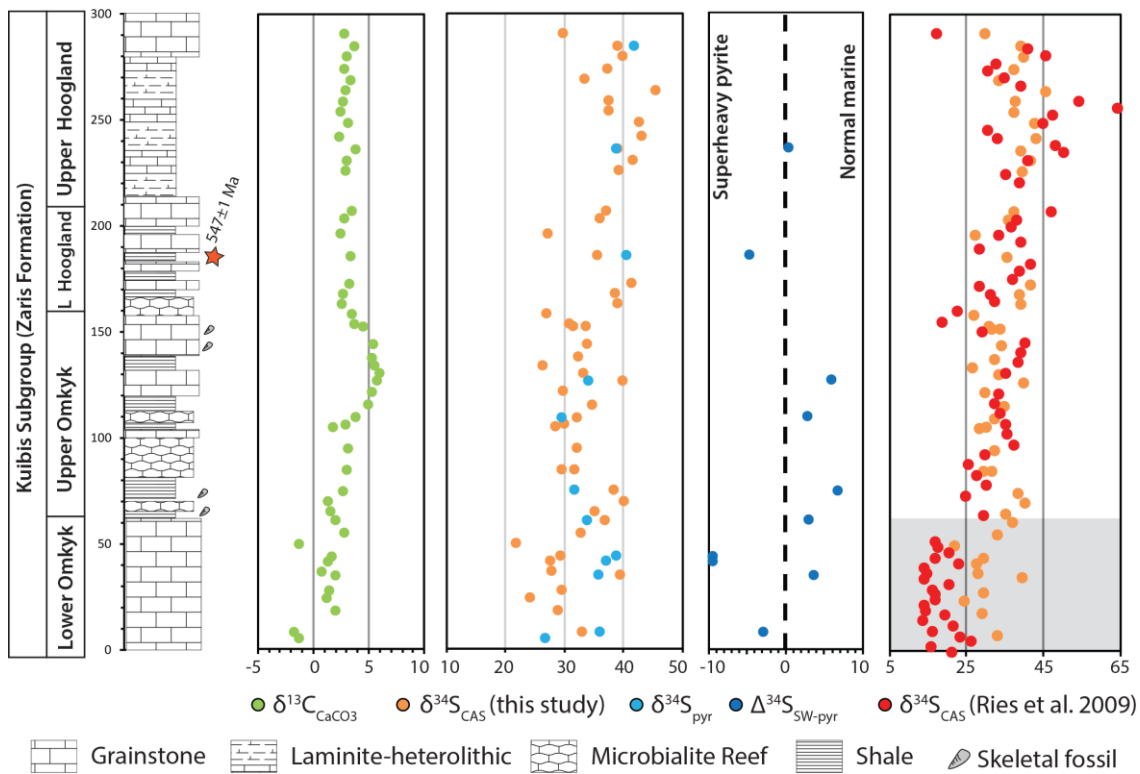 Kuibis Subgroup (Zaris Formation)
Upper Hoogland
L Hoogland
Upper Omkyk
Lower Omkyk
300
250
200
150
100
50
0
547±1 Ma
Superheavy pyrite
Normal marine
-5 0 5 10
10 20 30 40 50
-10 0 10
5 25 45 65
δ13CCaCO3 δ34SCAS (this study) δ34Spyr Δ34SSW-pyr δ34SCAS (Ries et al. 2009)
Grainstone Laminite-heterolithic Microbialite Reef Shale Skeletal fossil